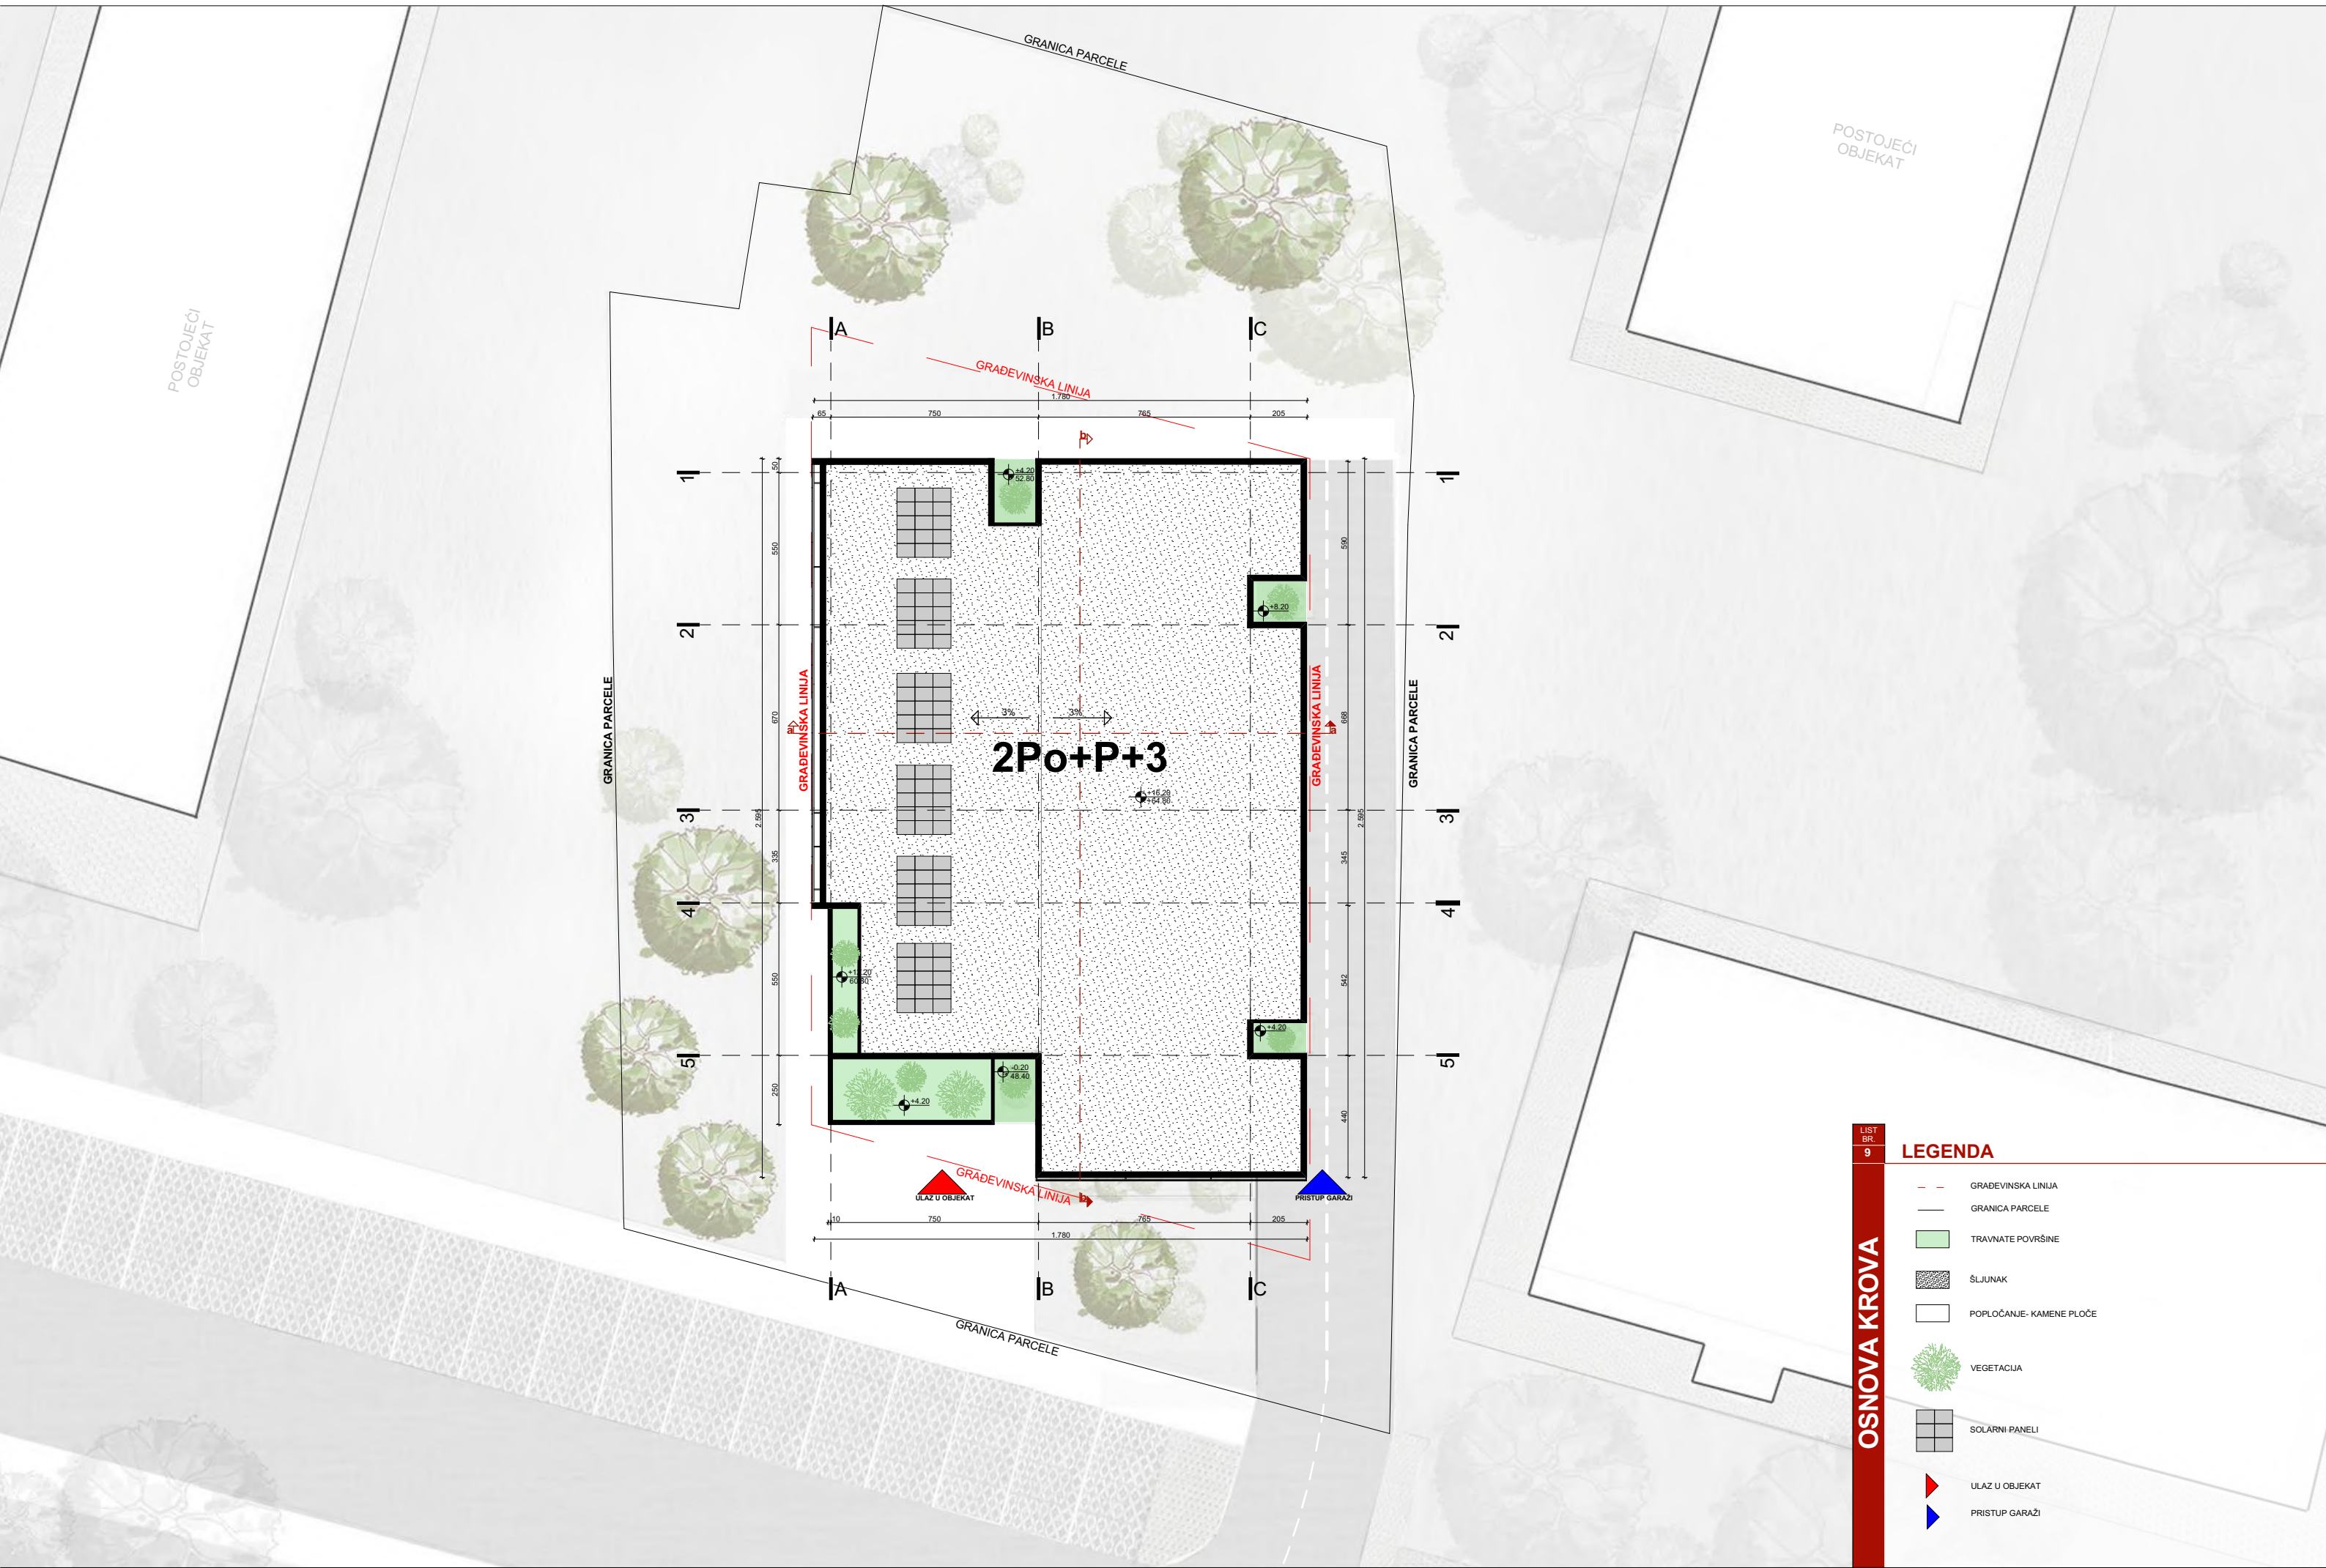 GRANICA PARCELE
POSTOJEĆI
OBJEKAT
POSTOJEĆI
OBJEKAT
A
B
C
GRAĐEVINSKA LINIJA
1.780
65
750
765
205
b
1
50
+4.20
52.80
1
550
590
+8.20
2
2
GRANICA PARCELE
GRAĐEVINSKA LINIJA
GRAĐEVINSKA LINIJA
GRANICA PARCELE
670
3%
3%
668
a
a
2Po+P+3
+16.20
+64.80
3
2.595
2.595
3
335
345
4
4
550
60.80
542
+4.20
5
5
-0.20
48.40
250
+4.20
440
ULAZ U OBJEKAT
GRAĐEVINSKA LINIJA
b
PRISTUP GARAŽI
10
750
765
205
1.780
A
B
C
GRANICA PARCELE
LIST
BR.
9
LEGENDA
OSNOVA KROVA
GRAĐEVINSKA LINIJA
GRANICA PARCELE
TRAVNATE POVRŠINE
ŠLJUNAK
POPLOČANJE- KAMENE PLOČE
VEGETACIJA
SOLARNI PANELI
ULAZ U OBJEKAT
PRISTUP GARAŽI